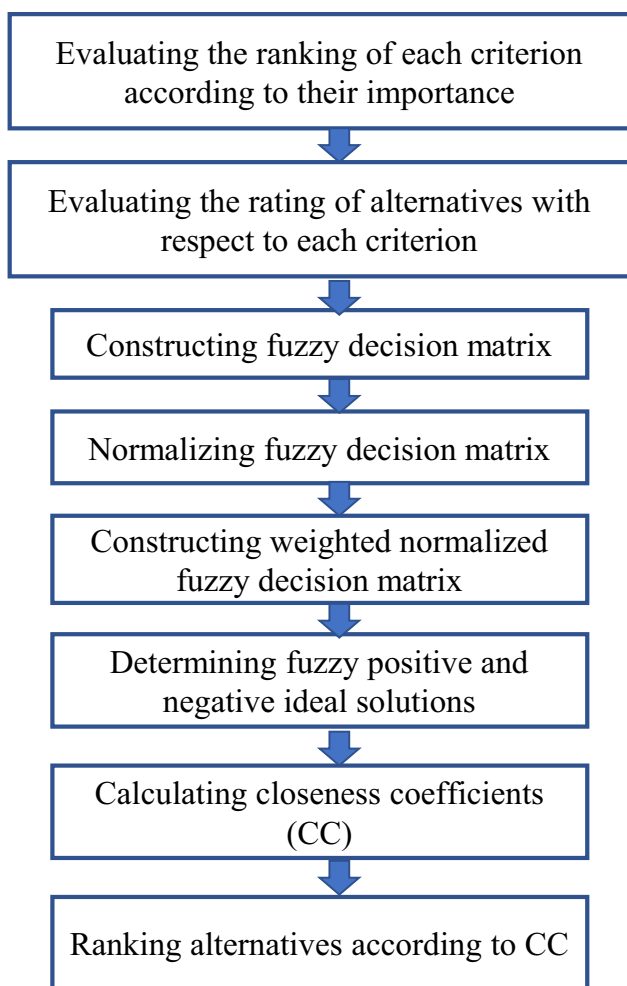 Evaluating the ranking of each criterion
according to their importance
Evaluating the rating of alternatives with
respect to each criterion
Constructing fuzzy decision matrix
Normalizing fuzzy decision matrix
Constructing weighted normalized
fuzzy decision matrix
Determining fuzzy positive and
negative ideal solutions
Calculating closeness coefficients
(CC)
Ranking alternatives according to CC